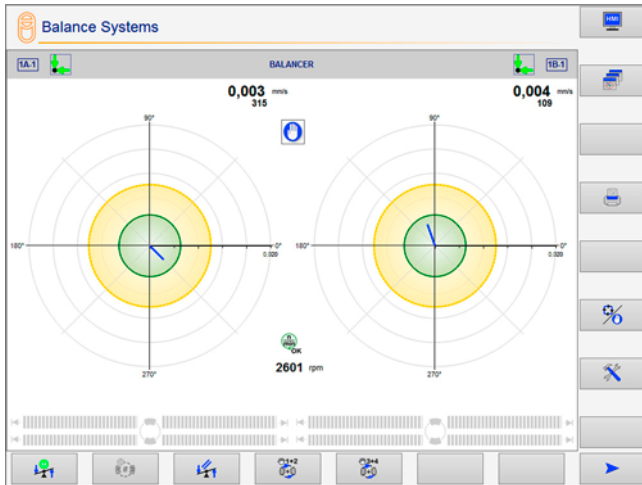 Balance Systems
HMI
1A-1
BALANCER
1B-1
0,003 mm/s
315
0,004 mm/s
109
90°
90°
180°
0°
180°
0°
0.020
0.020
n
min
OK
2601 rpm
270°
270°
1+2
3+4